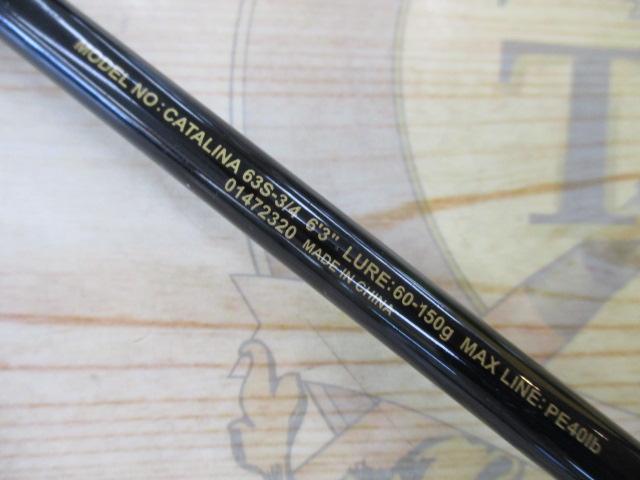 MODEL NO: CATALINA 63S-3/4 6'3" LURE: 60-150g MAX LINE: PE40lb
01472320 MADE IN CHINA
T